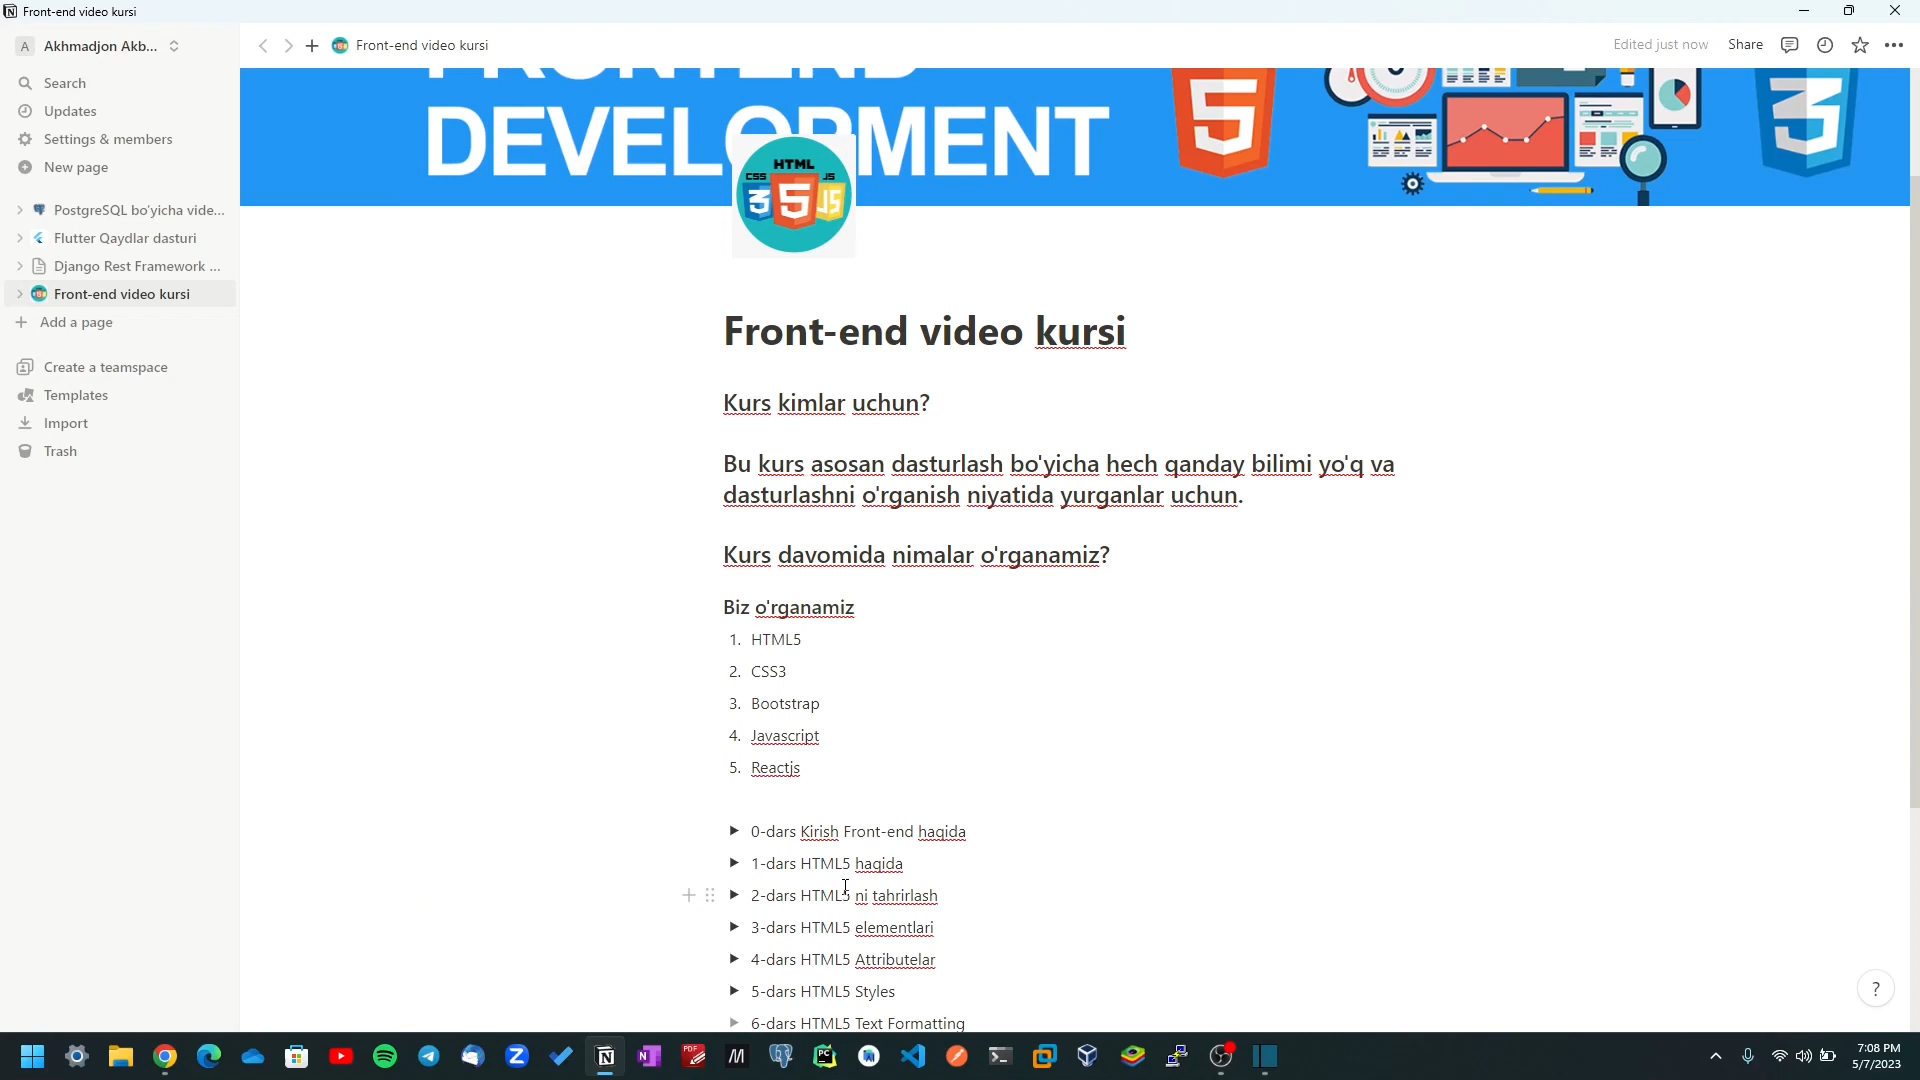 Front-end video kursi
A Akhmadjon Akb...
Front-end video kursi
Edited just now
Share
Search
Updates
Settings & members
New page
PostgreSQL bo'yicha vide...
Flutter Qaydlar dasturi
Django Rest Framework ...
Front-end video kursi
Add a page
Create a teamspace
Templates
Import
Trash
DEVELOPMENT
5
3
HTML
CSS JS
3 5 JS
Front-end video kursi
Kurs kimlar uchun?
Bu kurs asosan dasturlash bo'yicha hech qanday bilimi yo'q va
dasturlashni o'rganish niyatida yurganlar uchun.
Kurs davomida nimalar o'rganamiz?
Biz o'rganamiz
1. HTML5
2. CSS3
3. Bootstrap
4. Javascript
5. Reactjs
0-dars Kirish Front-end haqida
1-dars HTML5 haqida
2-dars HTML5 ni tahrirlash
3-dars HTML5 elementlari
4-dars HTML5 Attributelar
5-dars HTML5 Styles
6-dars HTML5 Text Formatting
?
7:08 PM
5/7/2023